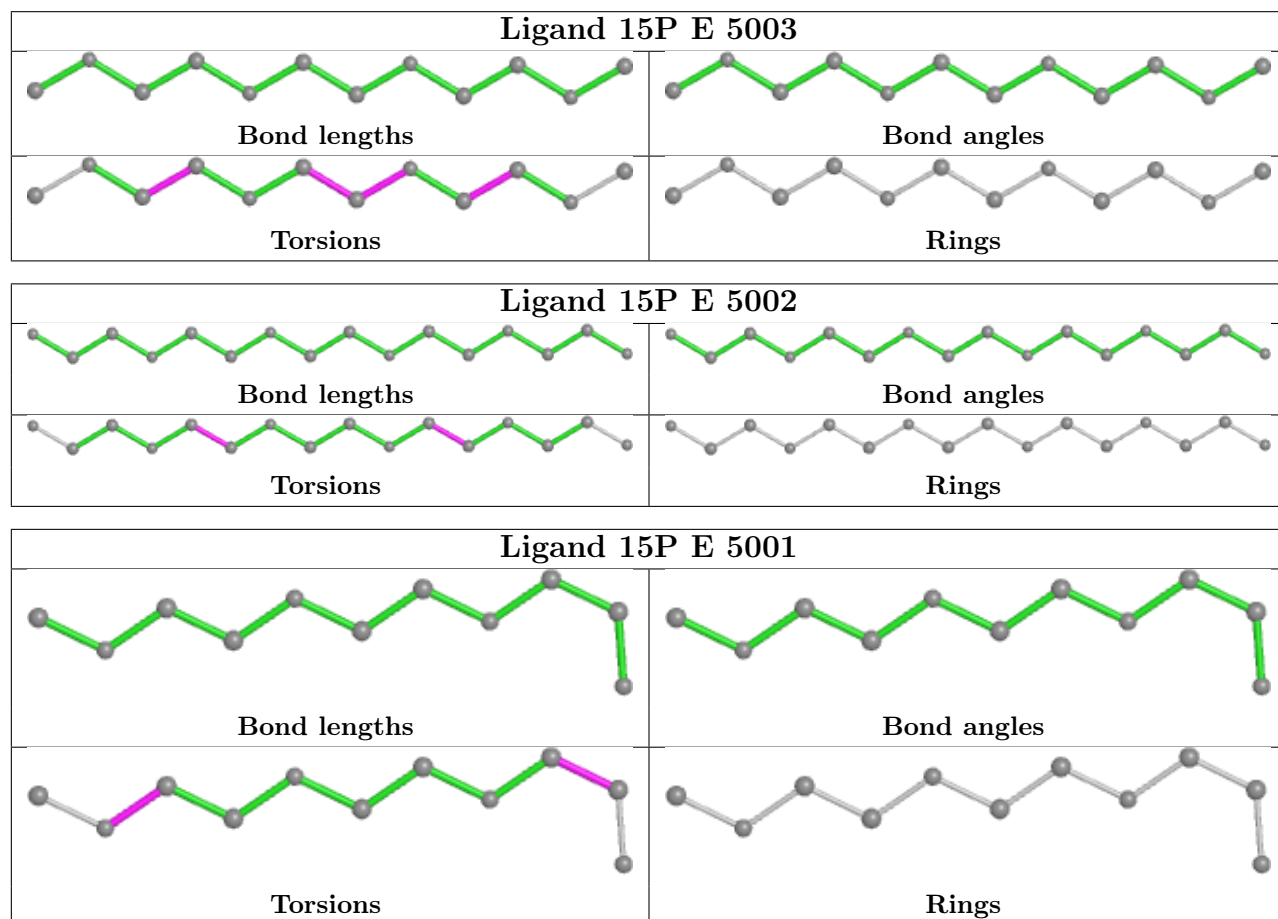 Ligand 15P E 5003
Bond lengths
Bond angles
Torsions
Rings
Ligand 15P E 5002
Bond lengths
Bond angles
Torsions
Rings
Ligand 15P E 5001
Bond lengths
Bond angles
Torsions
Rings